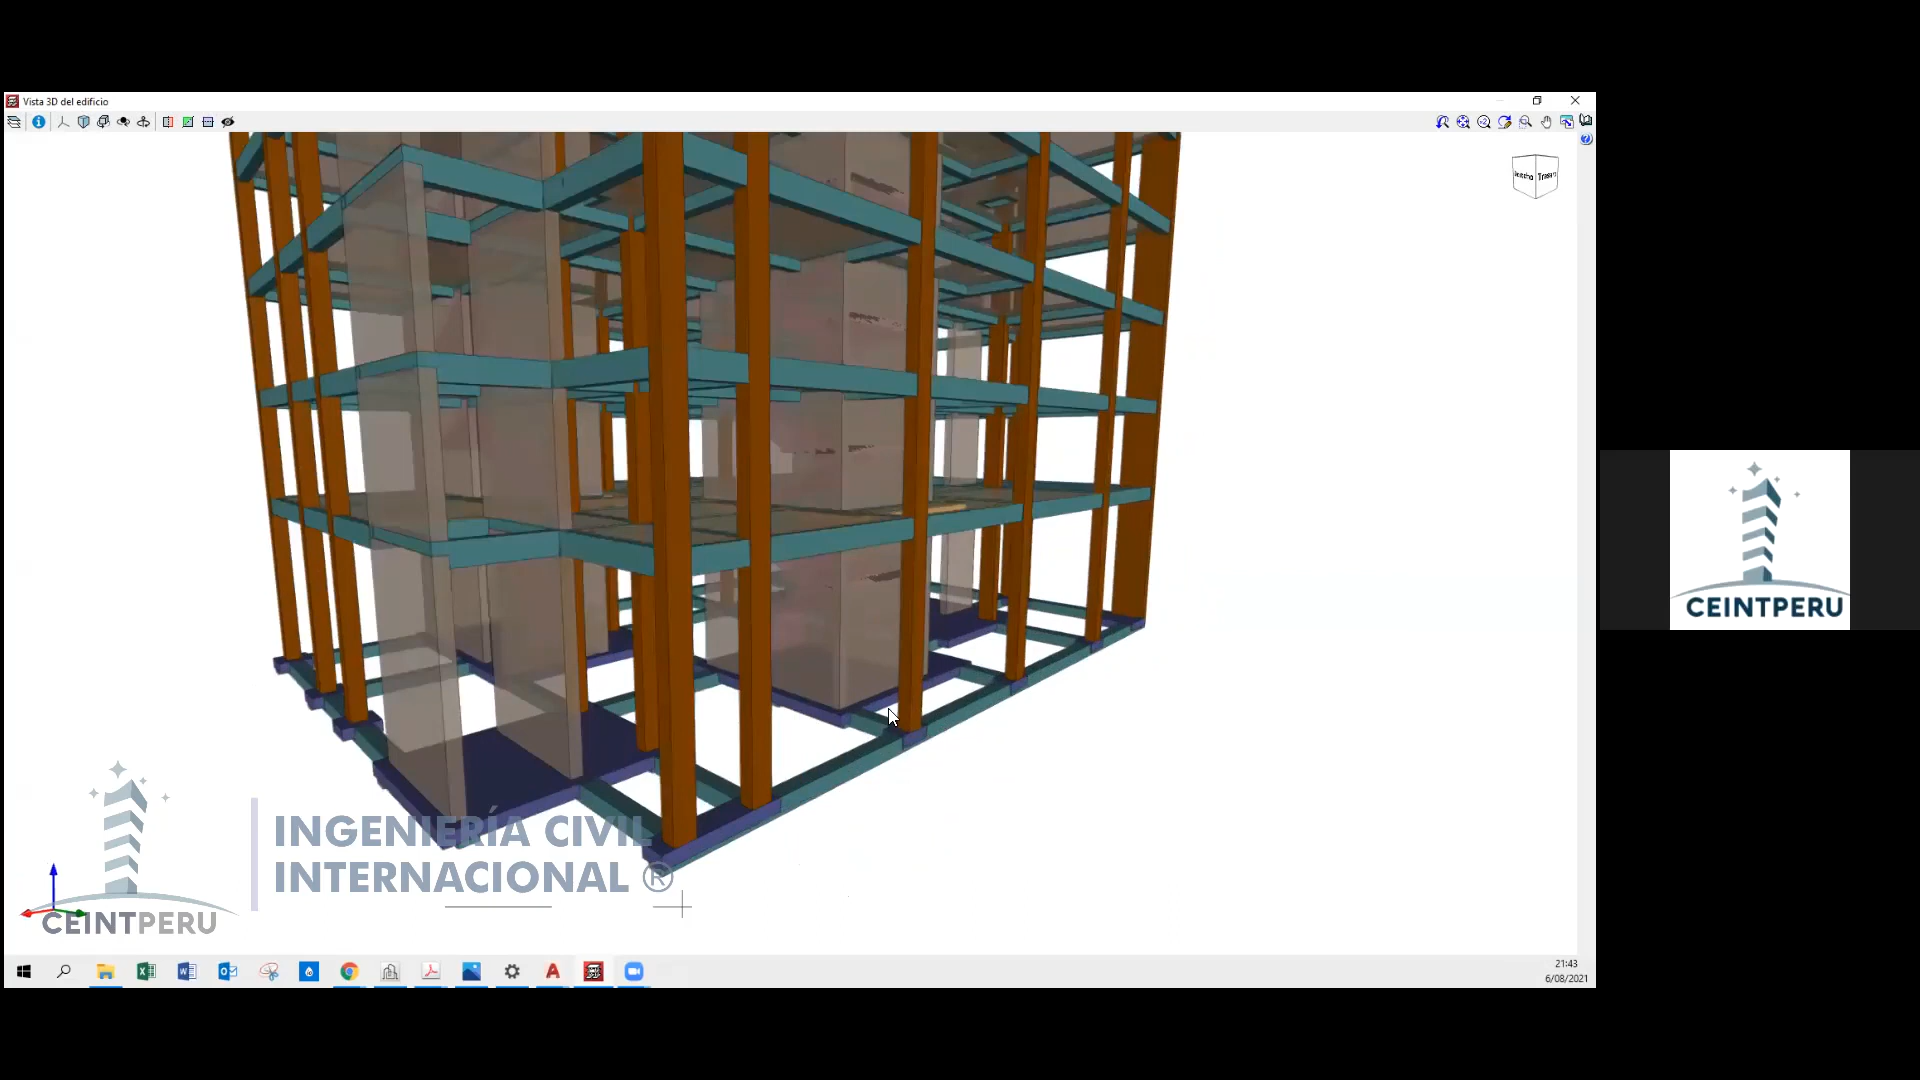 Vista 3D del edificio
INGENIERÍA CIVIL
INTERNACIONAL ®
CEINTPERU
CEINTPERU
21:43
6/08/2021